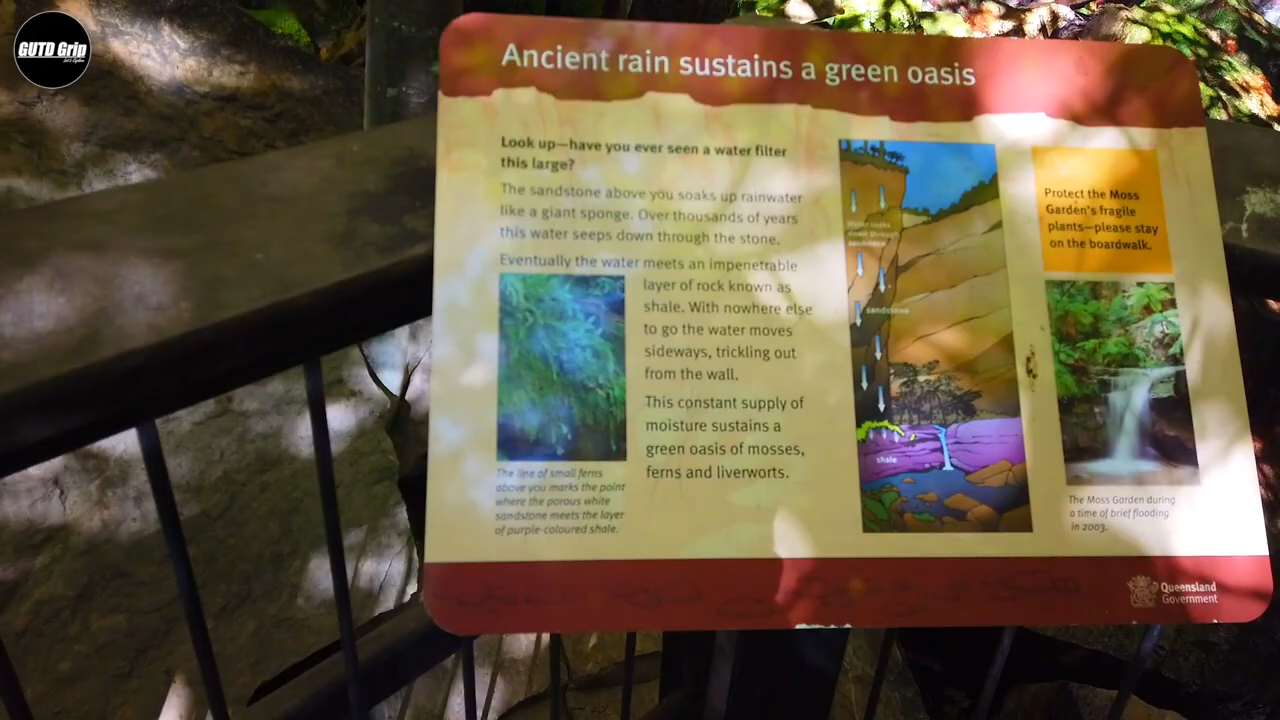 GUTD Grip
Ancient rain sustains a green oasis
Look up—have you ever seen a water filter
this large?
The sandstone above you soaks up rainwater
like a giant sponge. Over thousands of years
this water seeps down through the stone.
Eventually the water meets an impenetrable
layer of rock known as
shale. With nowhere else
to go the water moves
sideways, trickling out
from the wall.
This constant supply of
moisture sustains a
green oasis of mosses,
ferns and liverworts.
The line of small ferns
above you marks the point
where the porous white
sandstone meets the layer
of purple-coloured shale.
water soaks
down through
sandstone
sandstone
shale
Protect the Moss
Garden's fragile
plants—please stay
on the boardwalk.
The Moss Garden during
a time of brief flooding
in 2003.
Queensland
Government